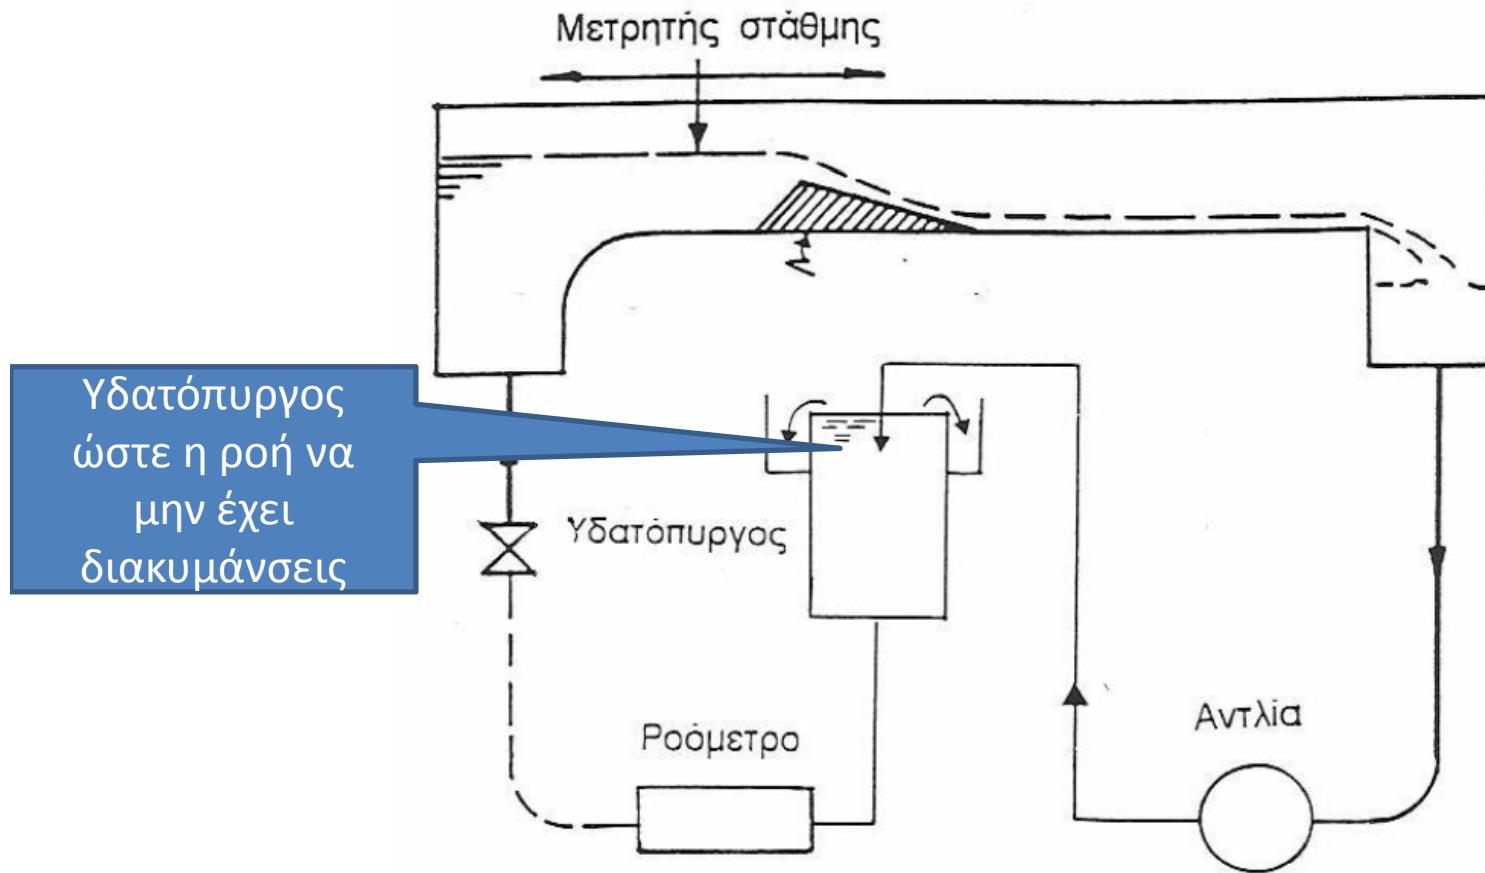 Μετρητής στάθμης
Υδατόπυργος
ώστε η ροή να
μην έχει
διακυμάνσεις
Υδατόπυργος
Ροόμετρο
Αντλία